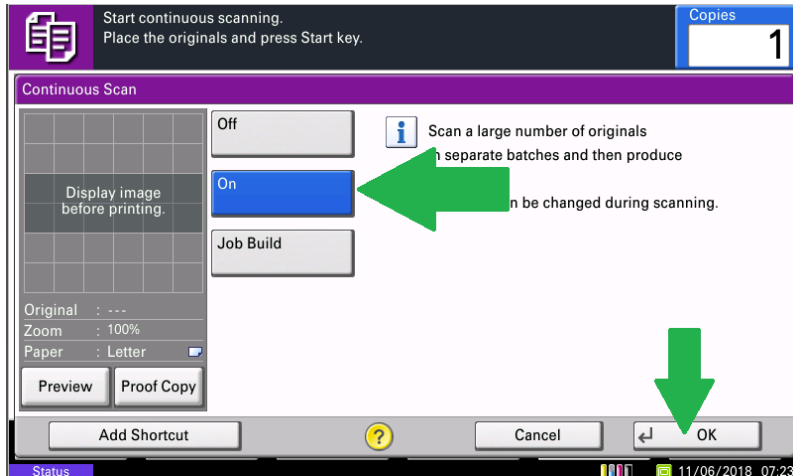 Start continuous scanning.
Place the originals and press Start key.
Copies
1
Continuous Scan
Display image
before printing.
Original : ---
Zoom : 100%
Paper : Letter
Preview
Proof Copy
Off
On
Job Build
Scan a large number of originals
separate batches and then produce
be changed during scanning.
Add Shortcut
?
Cancel
OK
Status
11/06/2018 07:23